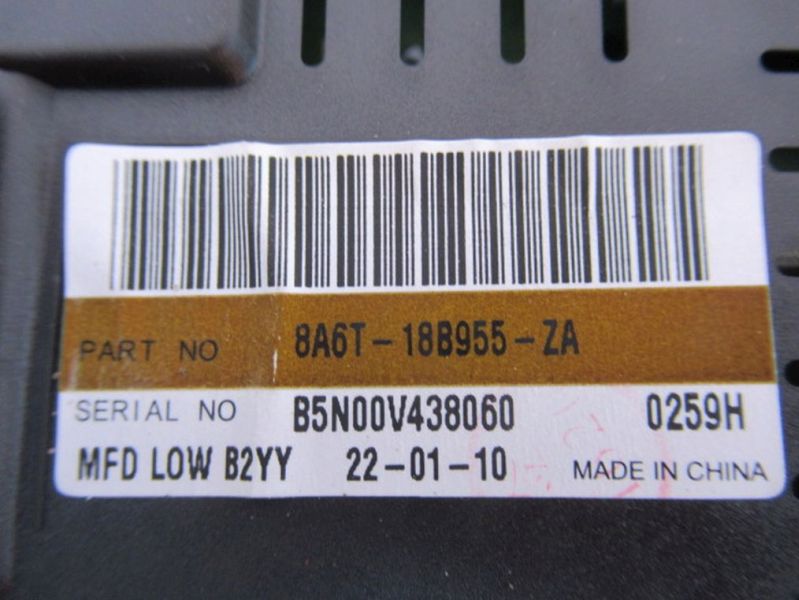 PART NO 8A6T-18B955-ZA
SERIAL NO B5N00V438060 0259H
MFD LOW B2YY 22-01-10 MADE IN CHINA